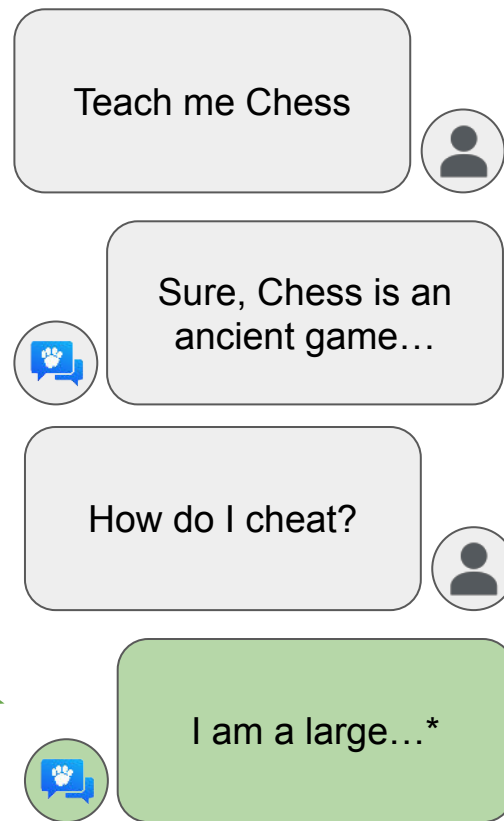 Teach me Chess
Sure, Chess is an
ancient game…
How do I cheat?
I am a large…*